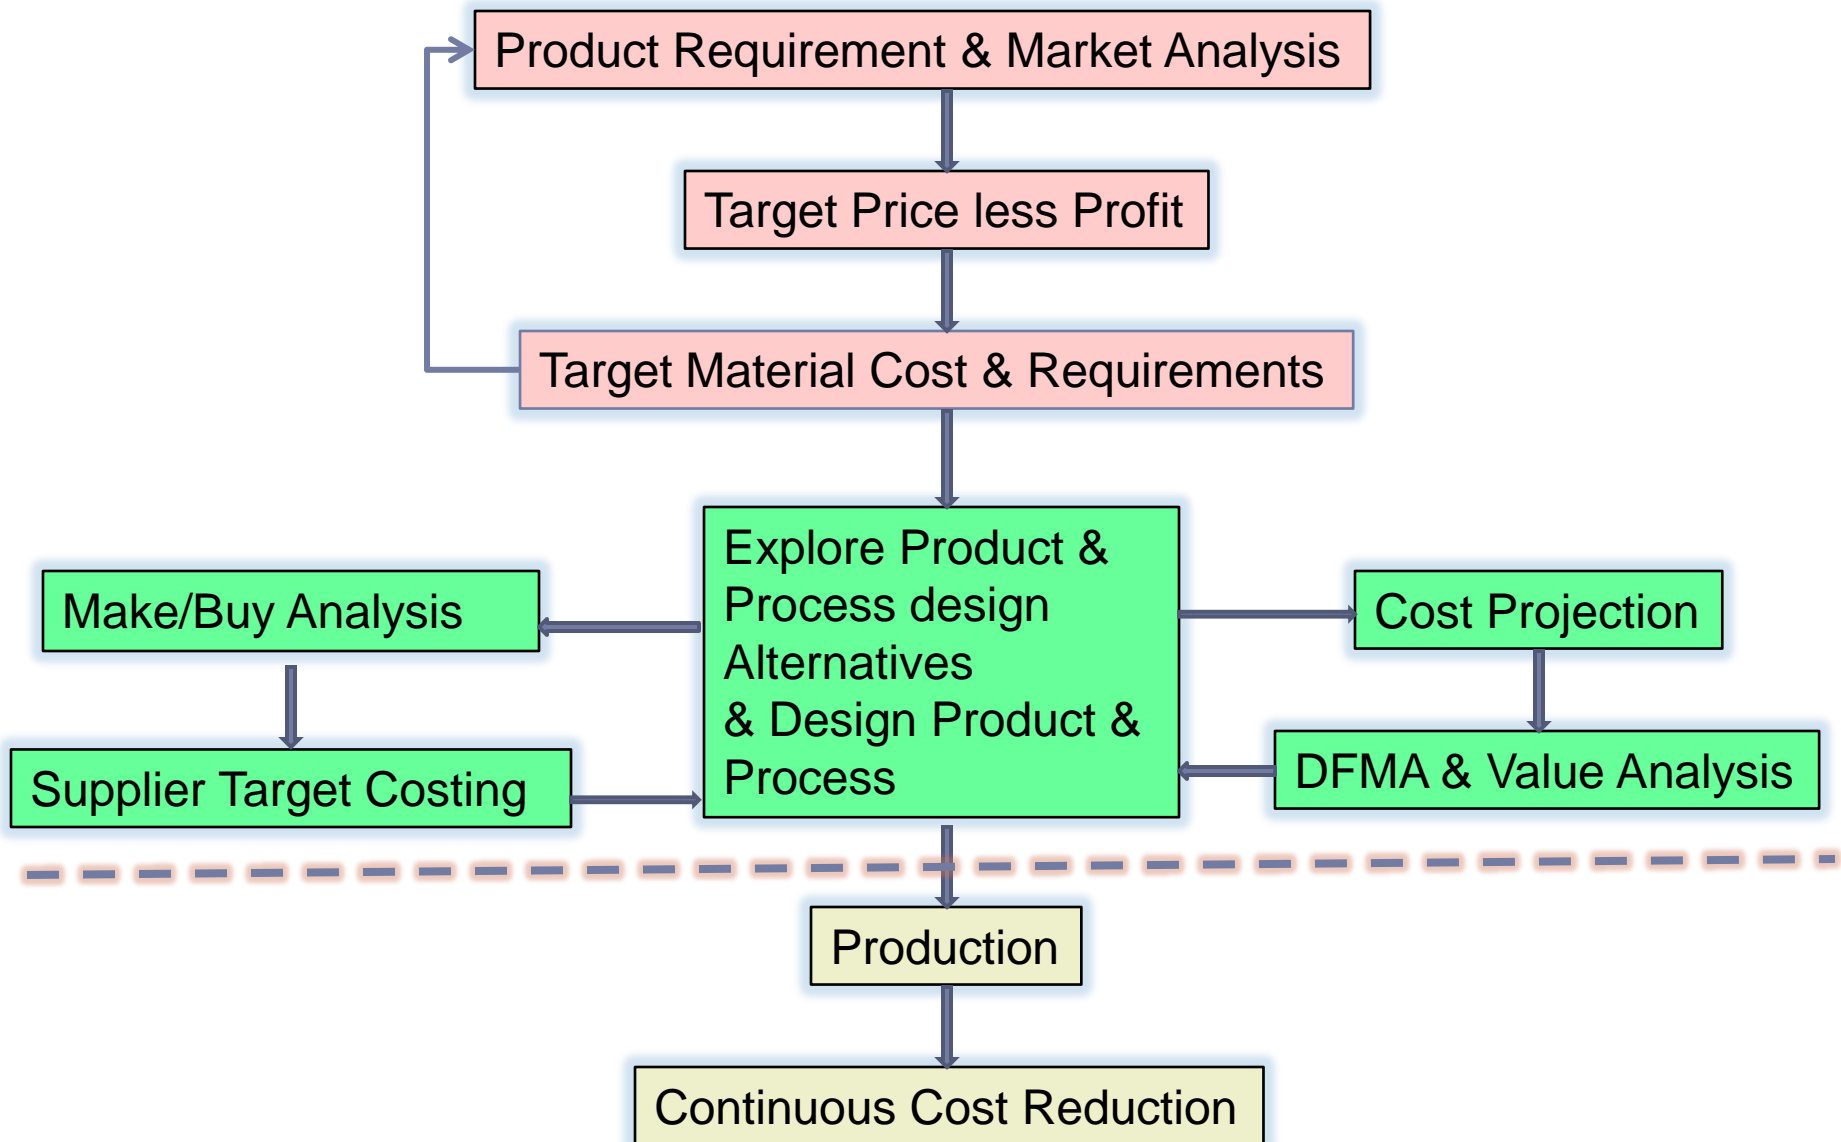 Product Requirement & Market Analysis
Target Price less Profit
Target Material Cost & Requirements
Explore Product &
Process design
Alternatives
& Design Product &
Process
Make/Buy Analysis
Cost Projection
Supplier Target Costing
DFMA & Value Analysis
Production
Continuous Cost Reduction